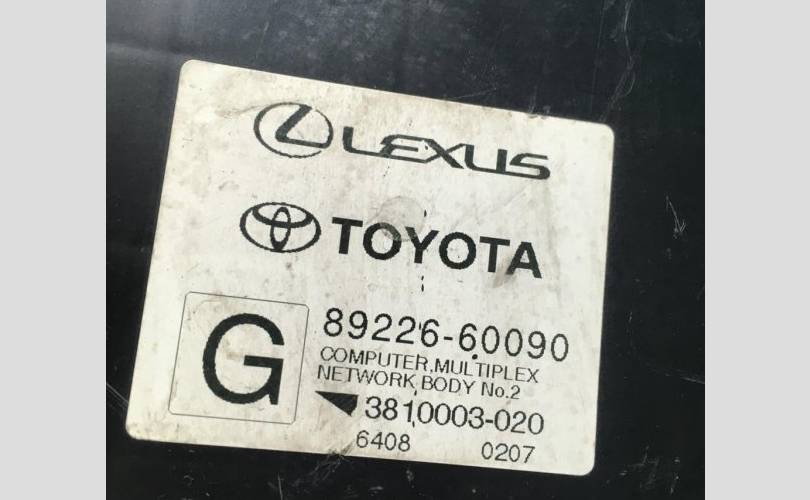 LEXUS
TOYOTA
G
89226-60090
COMPUTER,MULTIPLEX
NETWORK BODY No.2
3810003-020
6408 0207